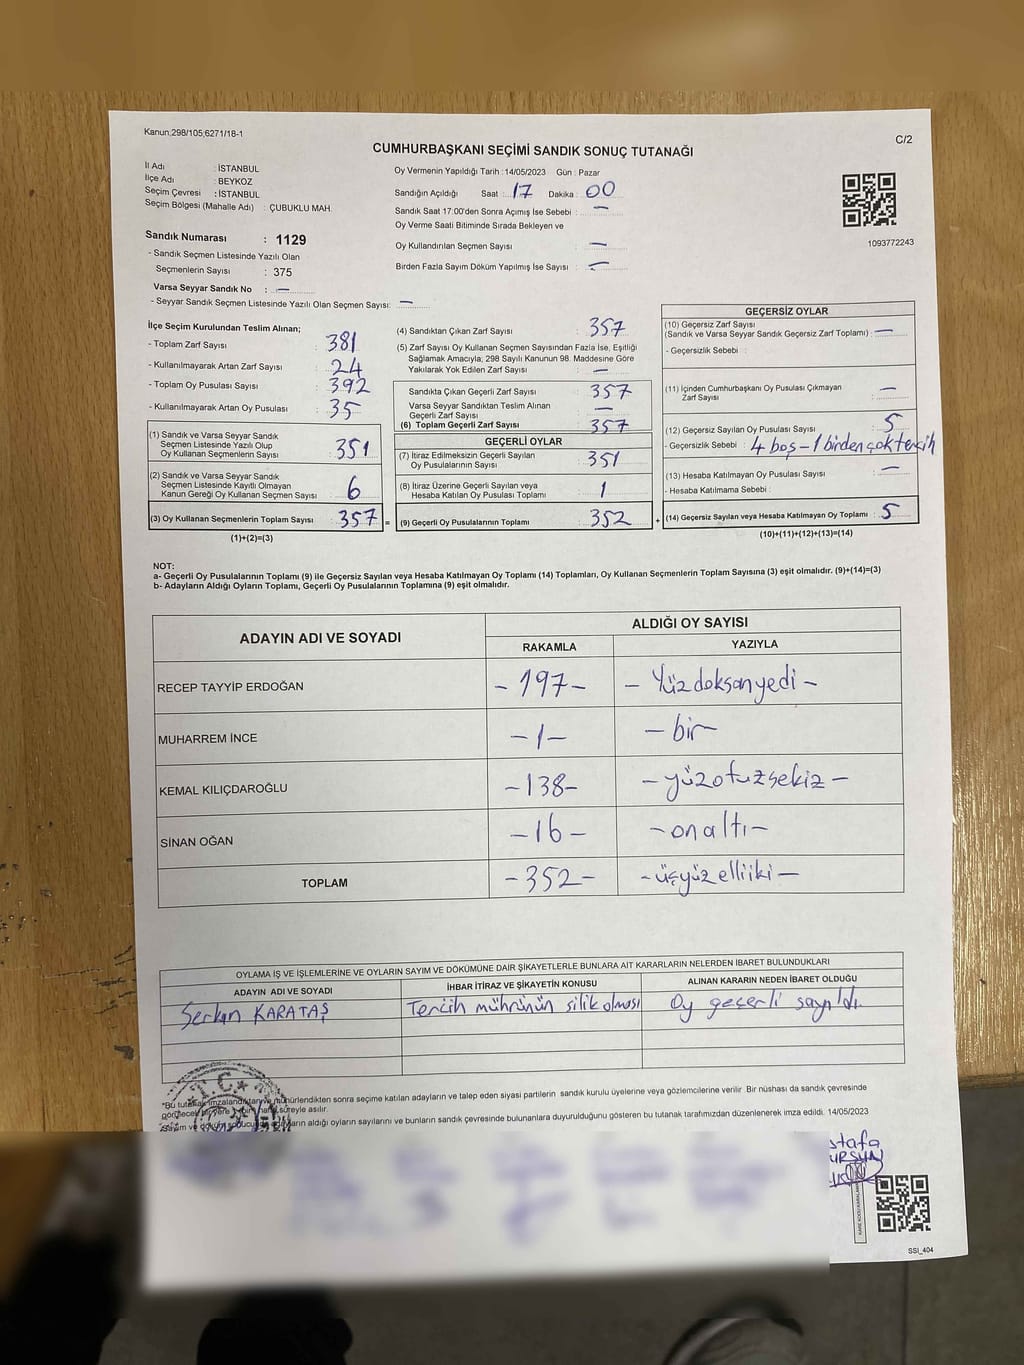 Kanun,298/105,6271/18-1
C/2
CUMHURBAŞKANI SEÇİMİ SANDIK SONUÇ TUTANAĞI
İl Adı : İSTANBUL
İlçe Adı : BEYKOZ
Seçim Çevresi : İSTANBUL
Seçim Bölgesi (Mahalle Adı) : ÇUBUKLU MAH.
Sandık Numarası : 1129
- Sandık Seçmen Listesinde Yazılı Olan
Seçmenlerin Sayısı : 375
Varsa Seyyar Sandık No : —
- Seyyar Sandık Seçmen Listesinde Yazılı Olan Seçmen Sayısı: —
Oy Vermenin Yapıldığı Tarih : 14/05/2023 Gün : Pazar
Sandığın Açıldığı Saat : 17 Dakika : 00
Sandık Saat 17:00'den Sonra Açımış İse Sebebi : —
Oy Verme Saati Bitiminde Sırada Bekleyen ve
Oy Kullandırılan Seçmen Sayısı : —
Birden Fazla Sayım Döküm Yapılmış İse Sayısı : —
1093772243
İlçe Seçim Kurulundan Teslim Alınan;
- Toplam Zarf Sayısı : 381
- Kullanılmayarak Artan Zarf Sayısı : 24
- Toplam Oy Pusulası Sayısı : 392
- Kullanılmayarak Artan Oy Pusulası : 35
(1) Sandık ve Varsa Seyyar Sandık
Seçmen Listesinde Yazılı Olup
Oy Kullanan Seçmenlerin Sayısı : 351
(2) Sandık ve Varsa Seyyar Sandık
Seçmen Listesinde Kayıtlı Olmayan
Kanun Gereği Oy Kullanan Seçmen Sayısı : 6
(3) Oy Kullanan Seçmenlerin Toplam Sayısı : 357 =
(1)+(2)=(3)
(4) Sandıktan Çıkan Zarf Sayısı : 357
(5) Zarf Sayısı Oy Kullanan Seçmen Sayısından Fazla İse, Eşitliği
Sağlamak Amacıyla; 298 Sayılı Kanunun 98. Maddesine Göre
Yakılarak Yok Edilen Zarf Sayısı : —
Sandıkta Çıkan Geçerli Zarf Sayısı : 357
Varsa Seyyar Sandıktan Teslim Alınan
Geçerli Zarf Sayısı : —
(6) Toplam Geçerli Zarf Sayısı : 357
GEÇERLİ OYLAR
(7) İtiraz Edilmeksizin Geçerli Sayılan
Oy Pusulalarının Sayısı : 351
(8) İtiraz Üzerine Geçerli Sayılan veya
Hesaba Katılan Oy Pusulası Toplamı : 1
(9) Geçerli Oy Pusulalarının Toplamı : 352 +
GEÇERSİZ OYLAR
(10) Geçersiz Zarf Sayısı
(Sandık ve Varsa Seyyar Sandık Geçersiz Zarf Toplamı) : —
- Geçersizlik Sebebi :
(11) İçinden Cumhurbaşkanı Oy Pusulası Çıkmayan
Zarf Sayısı : —
(12) Geçersiz Sayılan Oy Pusulası Sayısı : 5
- Geçersizlik Sebebi : 4 boş - 1 birden çok tercih
(13) Hesaba Katılmayan Oy Pusulası Sayısı : —
- Hesaba Katılmama Sebebi :
(14) Geçersiz Sayılan veya Hesaba Katılmayan Oy Toplamı : 5
(10)+(11)+(12)+(13)=(14)
NOT:
a- Geçerli Oy Pusulalarının Toplamı (9) ile Geçersiz Sayılan veya Hesaba Katılmayan Oy Toplamı (14) Toplamları, Oy Kullanan Seçmenlerin Toplam Sayısına (3) eşit olmalıdır. (9)+(14)=(3)
b- Adayların Aldığı Oyların Toplamı, Geçerli Oy Pusulalarının Toplamına (9) eşit olmalıdır.
ADAYIN ADI VE SOYADI
ALDIĞI OY SAYISI
RAKAMLA YAZIYLA
RECEP TAYYİP ERDOĞAN - 197 - - Yüzdoksanyedi -
MUHARREM İNCE - 1 - - bir -
KEMAL KILIÇDAROĞLU - 138 - - yüzotuzsekiz -
SİNAN OĞAN - 16 - - onaltı -
TOPLAM - 352 - - üçyüzelliiki -
OYLAMA İŞ VE İŞLEMLERİNE VE OYLARIN SAYIM VE DÖKÜMÜNE DAİR ŞİKAYETLERLE BUNLARA AİT KARARLARIN NELERDEN İBARET BULUNDUKLARI
ADAYIN ADI VE SOYADI İHBAR İTİRAZ VE ŞİKAYETİN KONUSU ALINAN KARARIN NEDEN İBARET OLDUĞU
Serkan KARATAŞ Tercih mührünün silik olması Oy geçerli sayıldı.
T.C.
*Bu tutanak imzalandıktan/mühürlendikten sonra seçime katılan adayların ve talep eden siyasi partilerin sandık kurulu üyelerine veya gözlemcilerine verilir. Bir nüshası da sandık çevresinde
görülecek bir yere bir hafta süreyle asılır.
Sayım ve döküm sonucunda adayların aldığı oyların sayılarını ve bunların sandık çevresinde bulunanlara duyurulduğunu gösteren bu tutanak tarafımızdan düzenlenerek imza edildi. 14/05/2023
stafa
URSUN
SSI_404